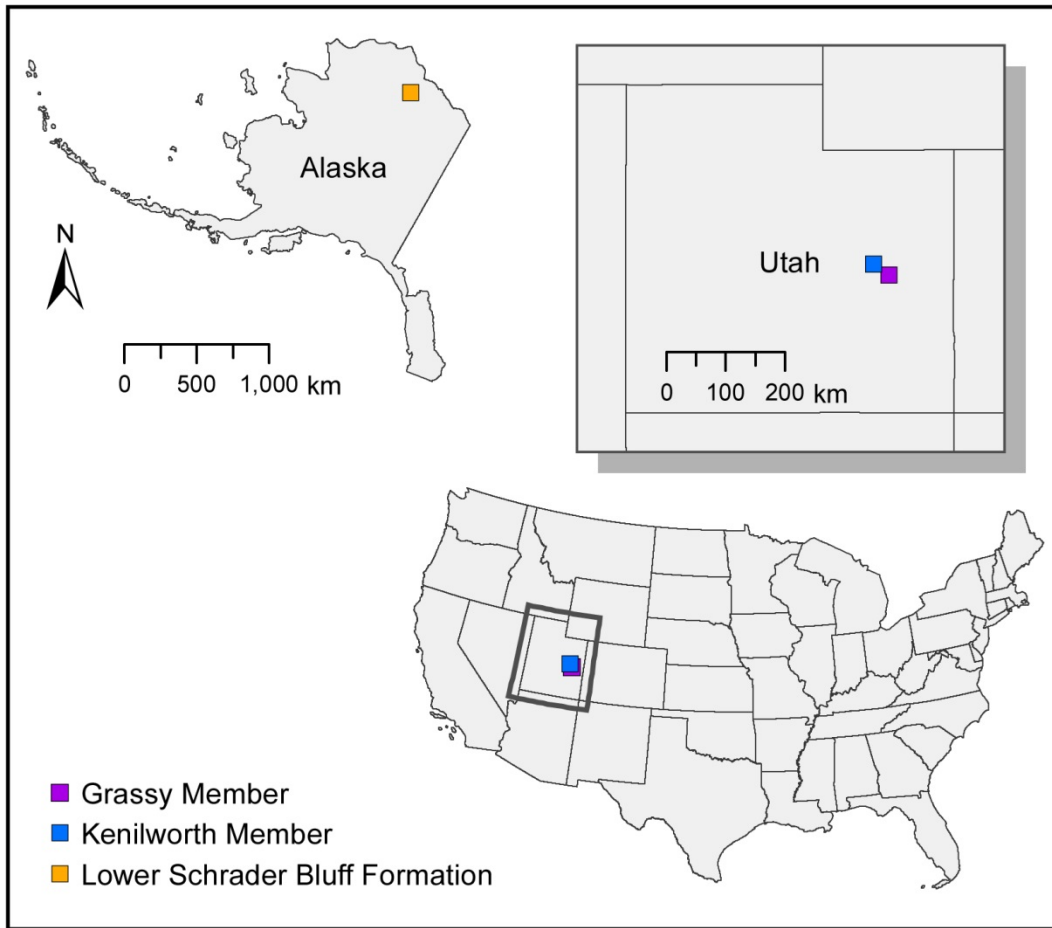 Alaska
N
0 500 1,000 km
Utah
0 100 200 km
Grassy Member
Kenilworth Member
Lower Schrader Bluff Formation